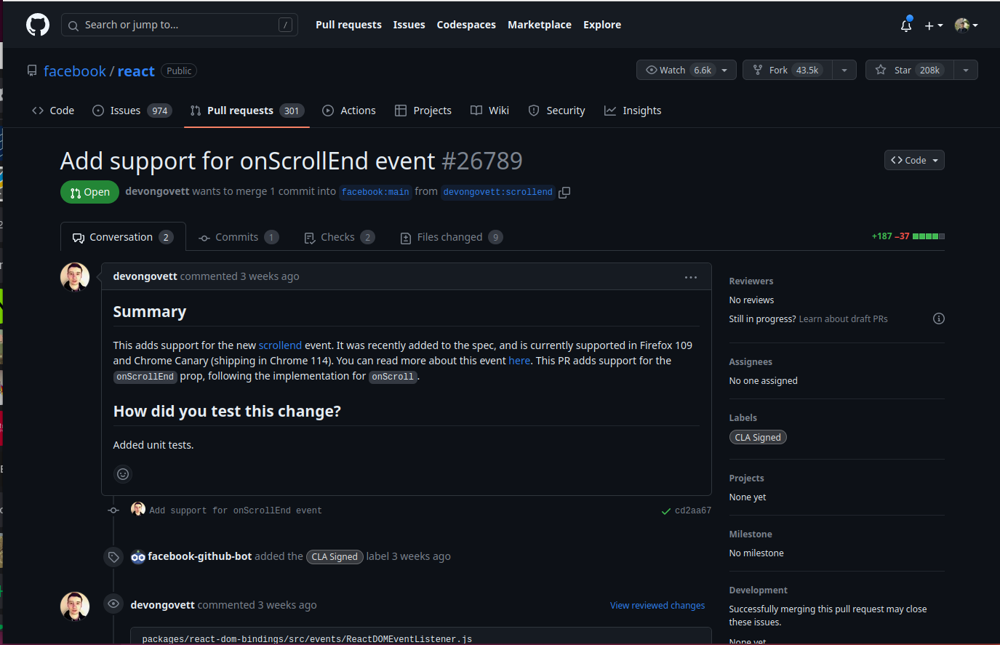 Search or jump to... /
Pull requests Issues Codespaces Marketplace Explore
facebook / react Public
Watch 6.6k Fork 43.5k Star 208k
Code Issues 974 Pull requests 301 Actions Projects Wiki Security Insights
Add support for onScrollEnd event #26789
Code
Open devongovett wants to merge 1 commit into facebook:main from devongovett:scrollend
Conversation 2 Commits 1 Checks 2 Files changed 9
+187 −37
devongovett commented 3 weeks ago
Summary
This adds support for the new scrollend event. It was recently added to the spec, and is currently supported in Firefox 109
and Chrome Canary (shipping in Chrome 114). You can read more about this event here. This PR adds support for the
onScrollEnd prop, following the implementation for onScroll.
How did you test this change?
Added unit tests.
Add support for onScrollEnd event cd2aa67
facebook-github-bot added the CLA Signed label 3 weeks ago
devongovett commented 3 weeks ago View reviewed changes
packages/react-dom-bindings/src/events/ReactDOMEventListener.js
Reviewers
No reviews
Still in progress? Learn about draft PRs
Assignees
No one assigned
Labels
CLA Signed
Projects
None yet
Milestone
No milestone
Development
Successfully merging this pull request may close
these issues.
None yet